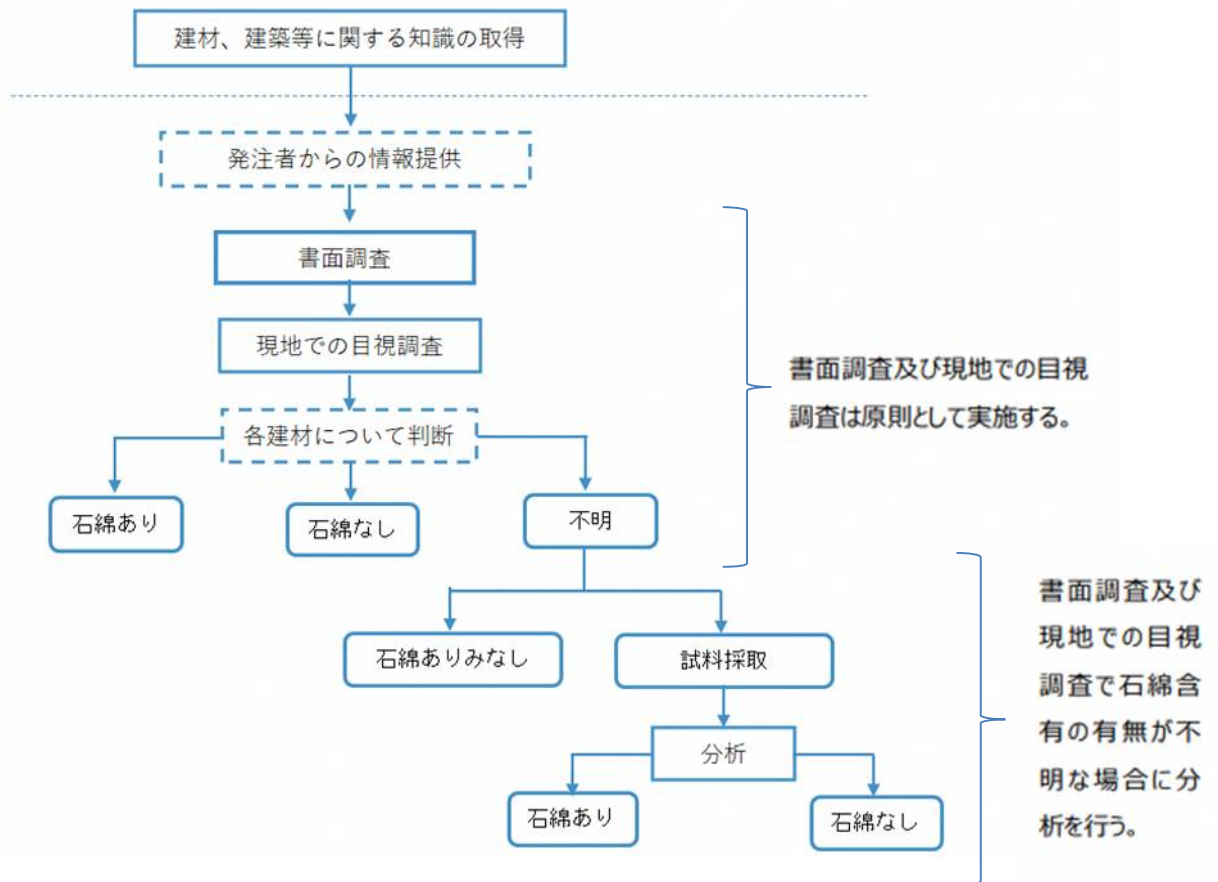 建材、建築等に関する知識の取得
発注者からの情報提供
書面調査
現地での目視調査
各建材について判断
石綿あり
石綿なし
不明
書面調査及び現地での目視
調査は原則として実施する。
石綿ありみなし
試料採取
分析
石綿あり
石綿なし
書面調査及び
現地での目視
調査で石綿含
有の有無が不
明な場合に分
析を行う。